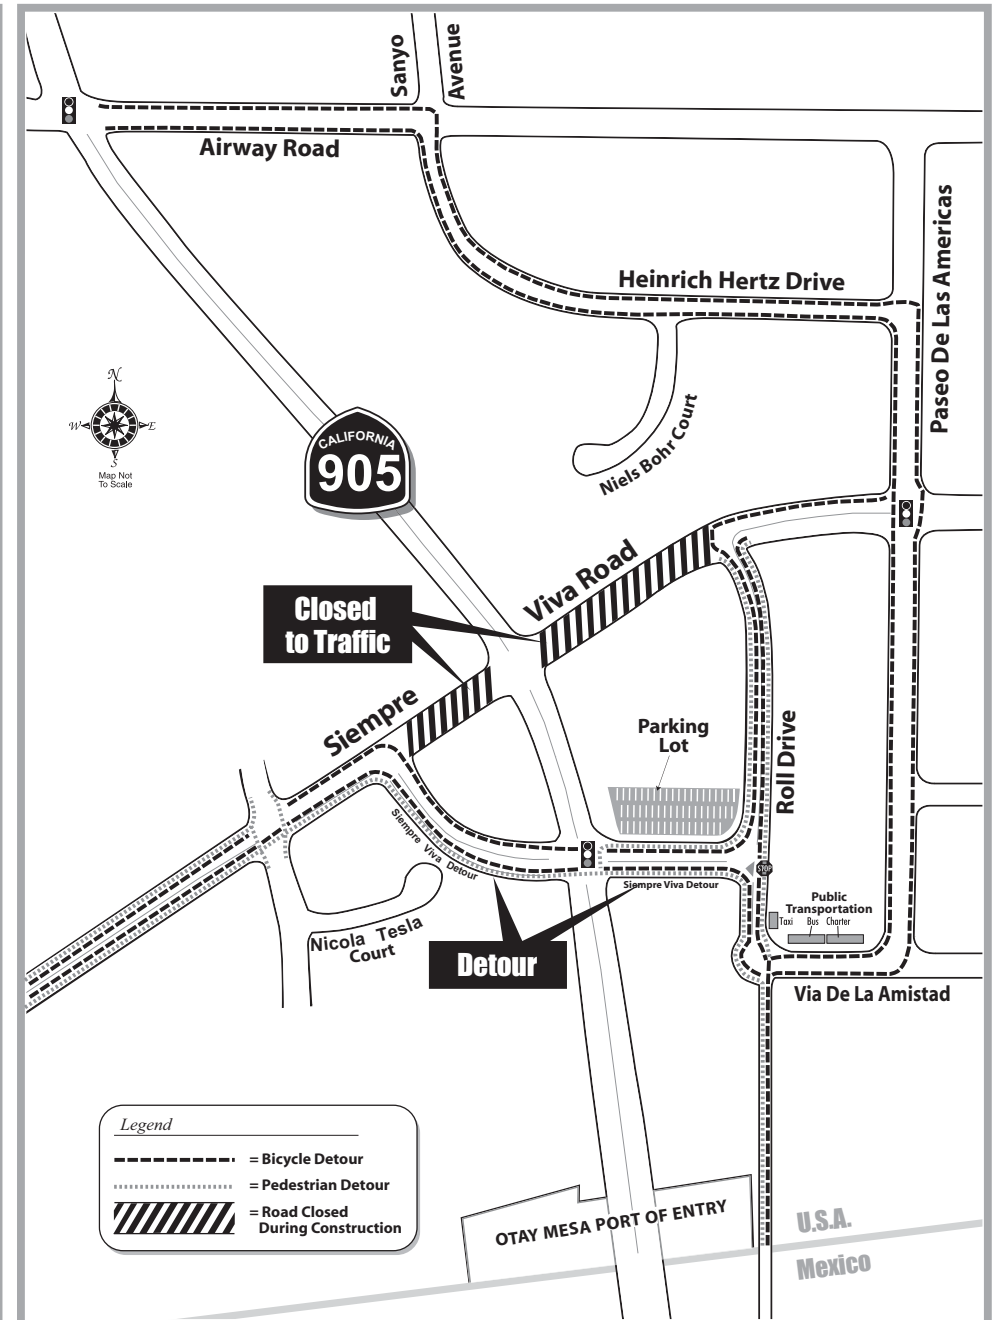 Sanyo
Avenue
Airway Road
Heinrich Hertz Drive
Paseo De Las Americas
N
W
E
S
Map Not
To Scale
CALIFORNIA
905
Niels Bohr Court
Viva Road
Closed
to Traffic
Siempre
Parking
Lot
Roll Drive
Siempre Viva Detour
STOP
Siempre Viva Detour
Public
Transportation
Taxi Bus Charter
Nicola Tesla
Court
Detour
Via De La Amistad
Legend
= Bicycle Detour
= Pedestrian Detour
= Road Closed
During Construction
OTAY MESA PORT OF ENTRY
U.S.A.
Mexico